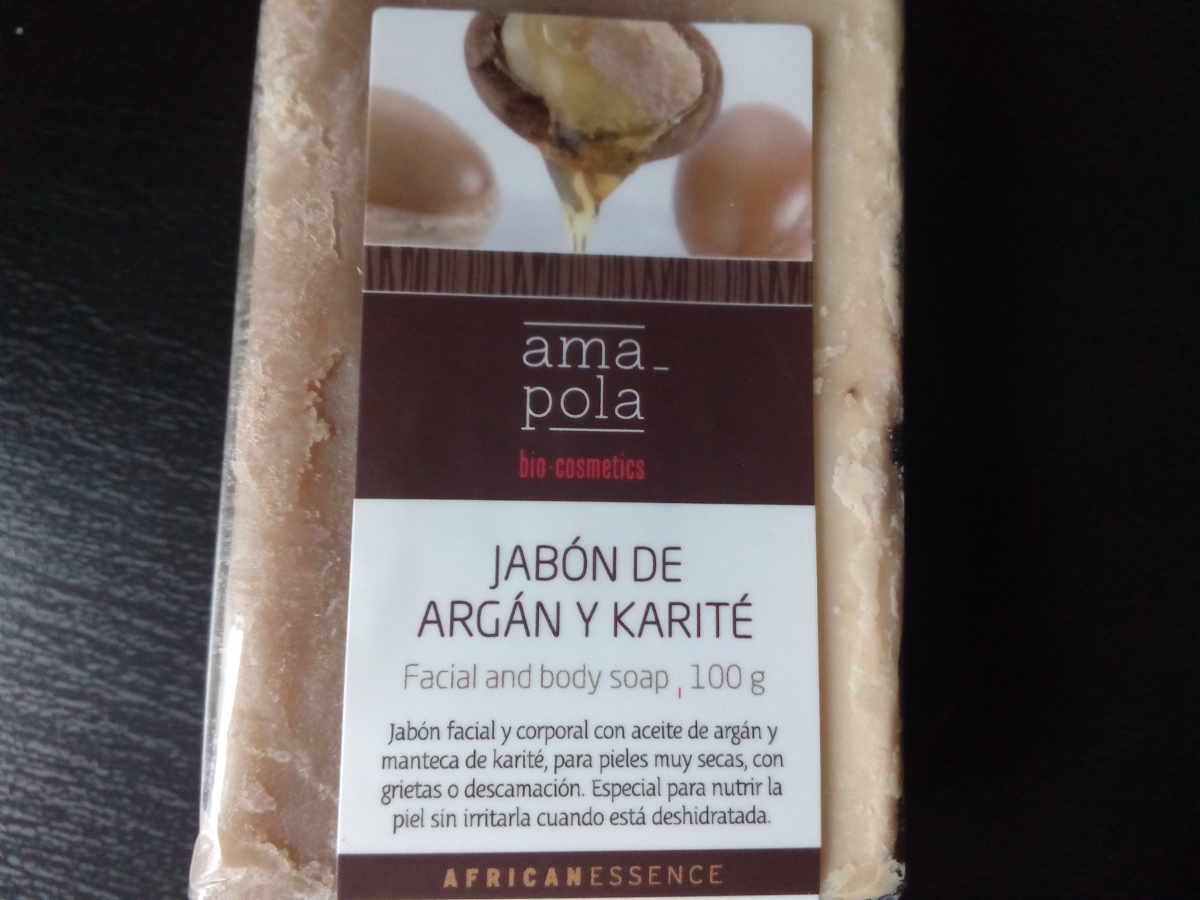 ama_
pola
bio·cosmetics
JABÓN DE
ARGÁN Y KARITÉ
Facial and body soap | 100 g
Jabón facial y corporal con aceite de argán y
manteca de karité, para pieles muy secas, con
grietas o descamación. Especial para nutrir la
piel sin irritarla cuando está deshidratada.
AFRICANESSENCE